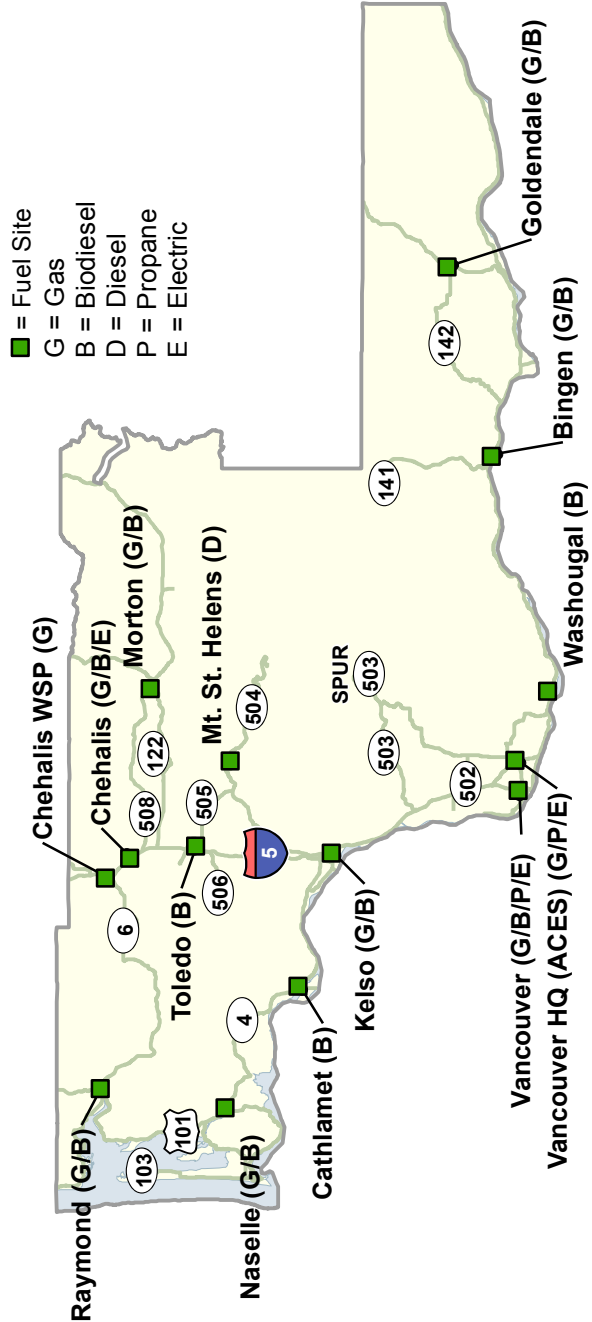 = Fuel Site
G = Gas
B = Biodiesel
D = Diesel
P = Propane
E = Electric
Raymond (G/B)
Chehalis WSP (G)
Chehalis (G/B/E)
Morton (G/B)
Mt. St. Helens (D)
Toledo (B)
Naselle (G/B)
Cathlamet (B)
Kelso (G/B)
Vancouver (G/B/P/E)
Vancouver HQ (ACES) (G/P/E)
Washougal (B)
Bingen (G/B)
Goldendale (G/B)
103
101
6
4
508
122
505
506
5
504
SPUR
503
503
502
141
142